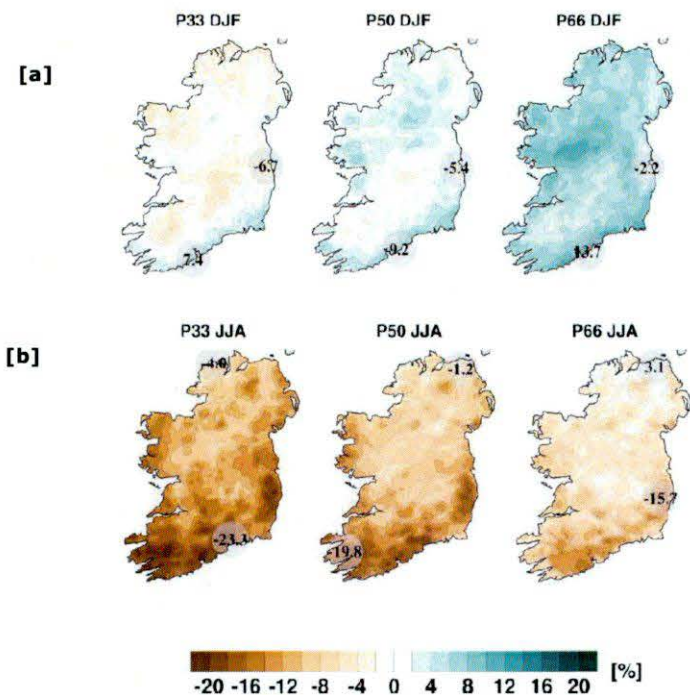 P33 DJF P50 DJF P66 DJF
[a]
-6.7 -5.4 -2.2
7.4 -9.2 13.7
P33 JJA P50 JJA P66 JJA
[b]
-1.2 3.1
-15.7
-23.3 -19.8
[%]
-20 -16 -12 -8 -4 0 4 8 12 16 20